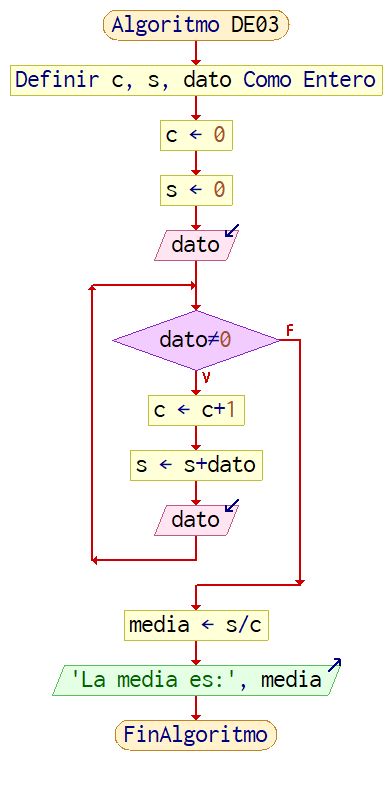 Algoritmo DE03
Definir c, s, dato Como Entero
c ← 0
s ← 0
dato
dato≠0
F
V
c ← c+1
s ← s+dato
dato
media ← s/c
'La media es:', media
FinAlgoritmo